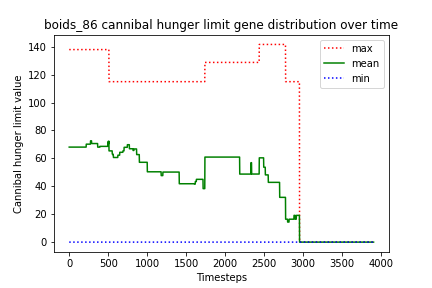 boids_86 cannibal hunger limit gene distribution over time
140
120
100
80
60
40
20
0
Cannibal hunger limit value
max
mean
min
0
500
1000
1500
2000
2500
3000
3500
4000
Timesteps